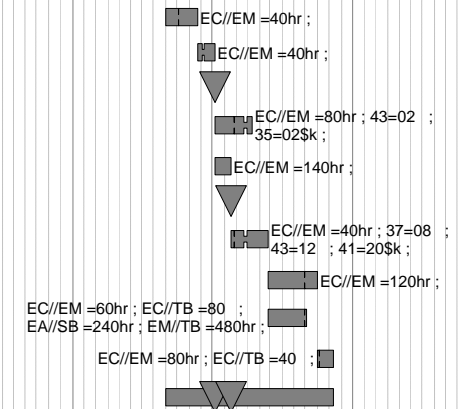 EC//EM =40hr ;
EC//EM =40hr ;
EC//EM =80hr ; 43=02 ;
35=02$k ;
EC//EM =140hr ;
EC//EM =40hr ; 37=08 ;
43=12 ; 41=20$k ;
EC//EM =120hr ;
EC//EM =60hr ; EC//TB =80 ;
EA//SB =240hr ; EM//TB =480hr ;
EC//EM =80hr ; EC//TB =40 ;